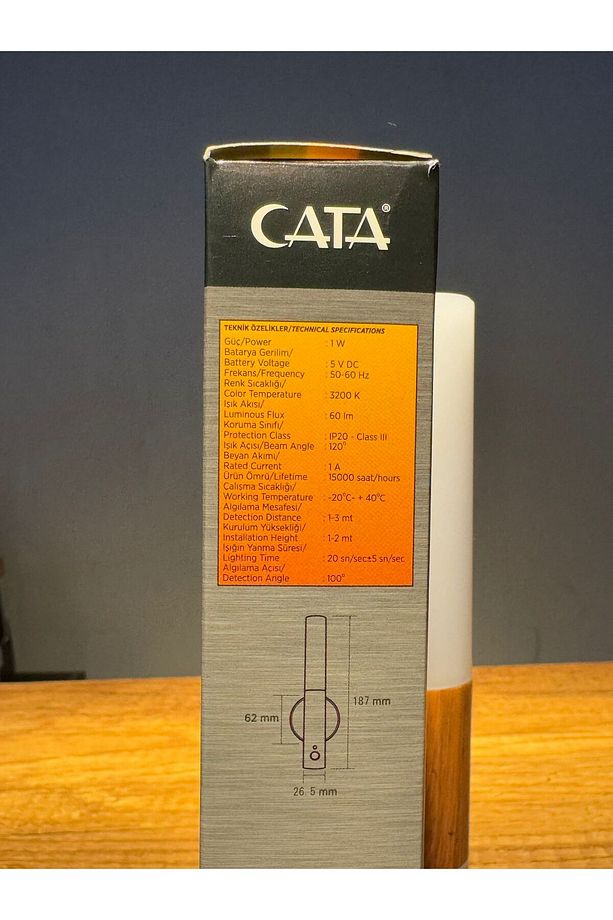 CATA®
TEKNİK ÖZELİKLER/TECHNICAL SPECIFICATIONS
Güç/Power : 1 W
Batarya Gerilim/
Battery Voltage : 5 V DC
Frekans/Frequency : 50-60 Hz
Renk Sıcaklığı/
Color Temperature : 3200 K
Işık Akısı/
Luminous Flux : 60 lm
Koruma Sınıfı/
Protection Class : IP20 - Class III
Işık Açısı/Beam Angle : 120°
Beyan Akımı/
Rated Current : 1 A
Ürün Ömrü/Lifetime : 15000 saat/hours
Çalışma Sıcaklığı/
Working Temperature : -20°C- + 40°C
Algılama Mesafesi/
Detection Distance : 1-3 mt
Kurulum Yüksekliği/
Installation Height : 1-2 mt
Işığın Yanma Süresi/
Lighting Time : 20 sn/sec±5 sn/sec
Algılama Açısı/
Detection Angle : 100°
187 mm
62 mm
26.5 mm